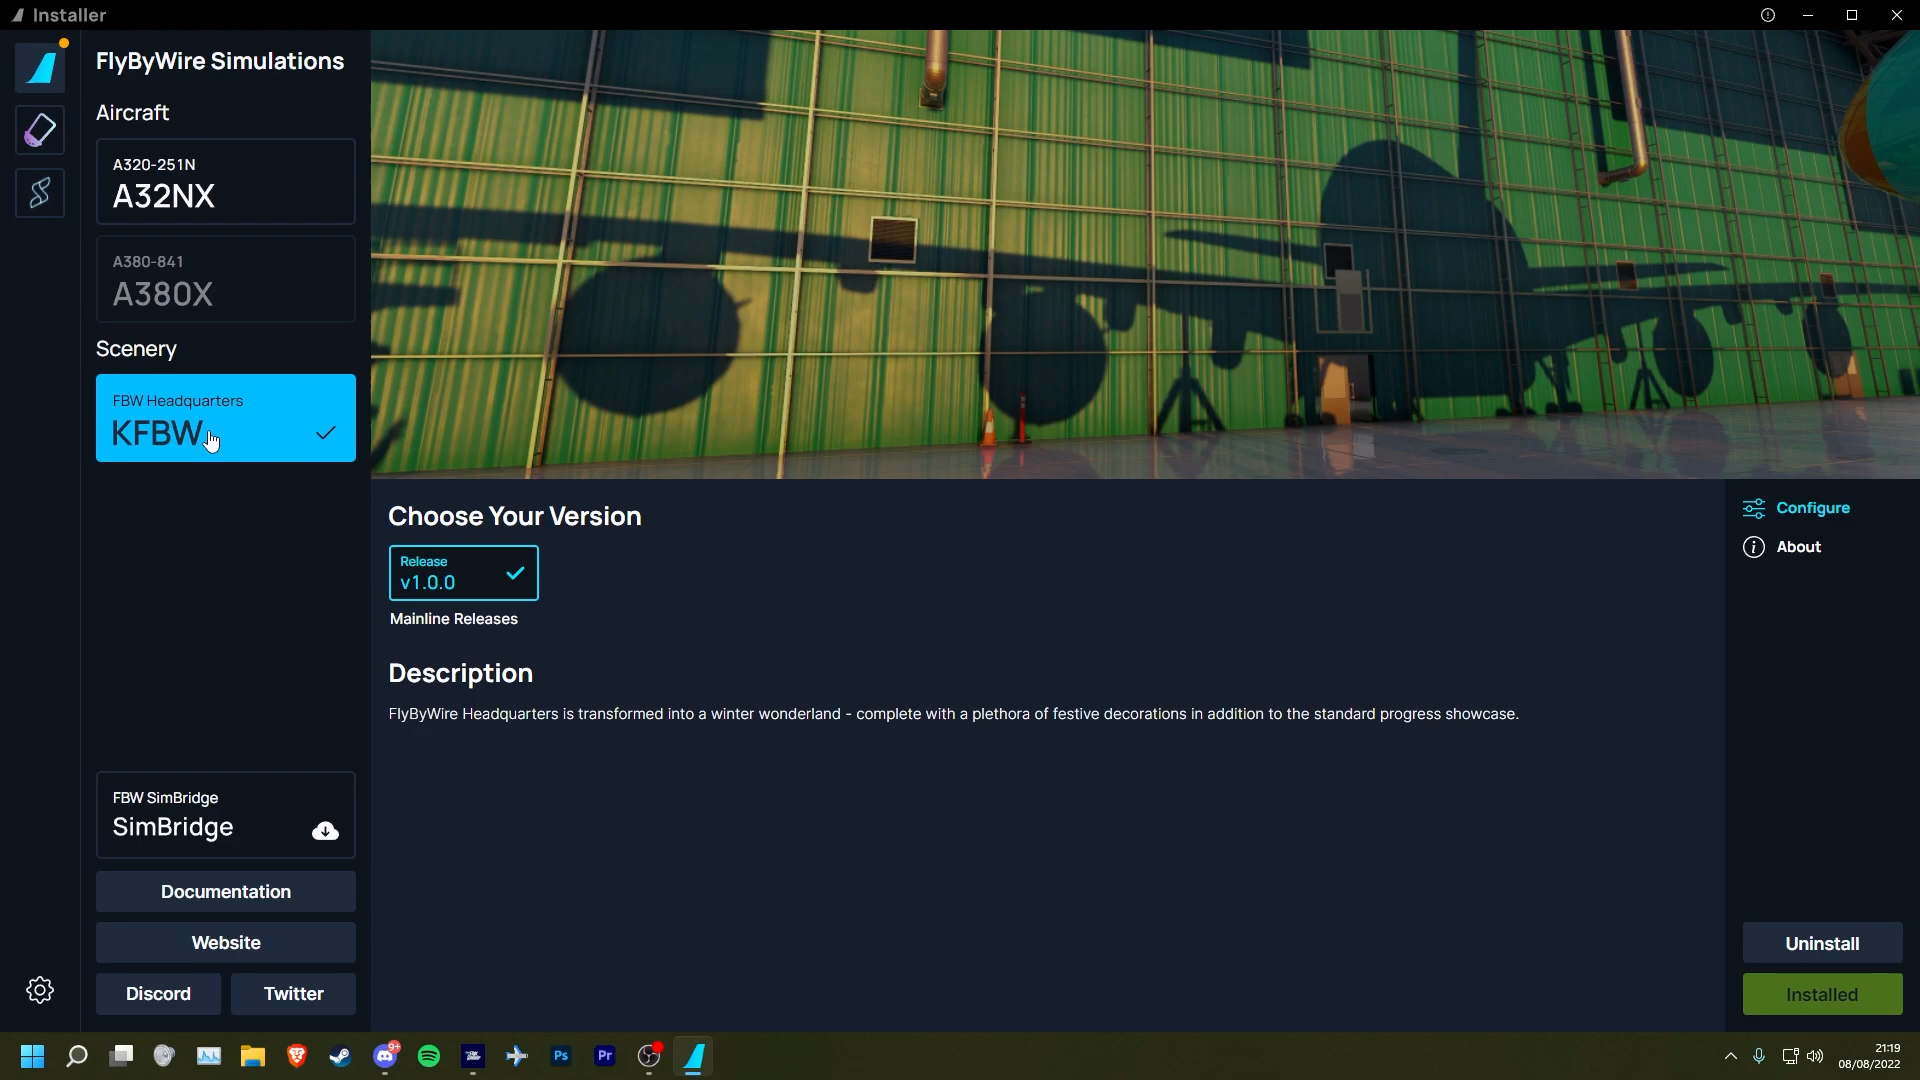 Installer
FlyByWire Simulations
Aircraft
A320-251N
A32NX
A380-841
A380X
Scenery
FBW Headquarters
KFBW
Choose Your Version
Release
v1.0.0
Mainline Releases
Description
FlyByWire Headquarters is transformed into a winter wonderland - complete with a plethora of festive decorations in addition to the standard progress showcase.
Configure
About
FBW SimBridge
SimBridge
Documentation
Website
Discord
Twitter
Uninstall
Installed
9+
Ps
Pr
21:19
08/08/2022